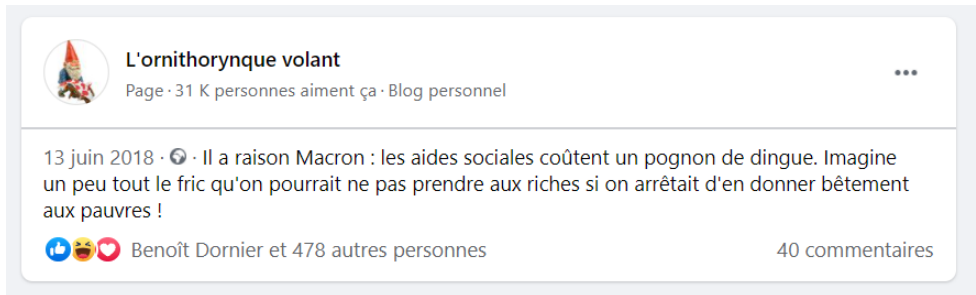 L'ornithorynque volant
Page · 31 K personnes aiment ça · Blog personnel
13 juin 2018 · Il a raison Macron : les aides sociales coûtent un pognon de dingue. Imagine
un peu tout le fric qu'on pourrait ne pas prendre aux riches si on arrêtait d'en donner bêtement
aux pauvres !
Benoît Dornier et 478 autres personnes
40 commentaires